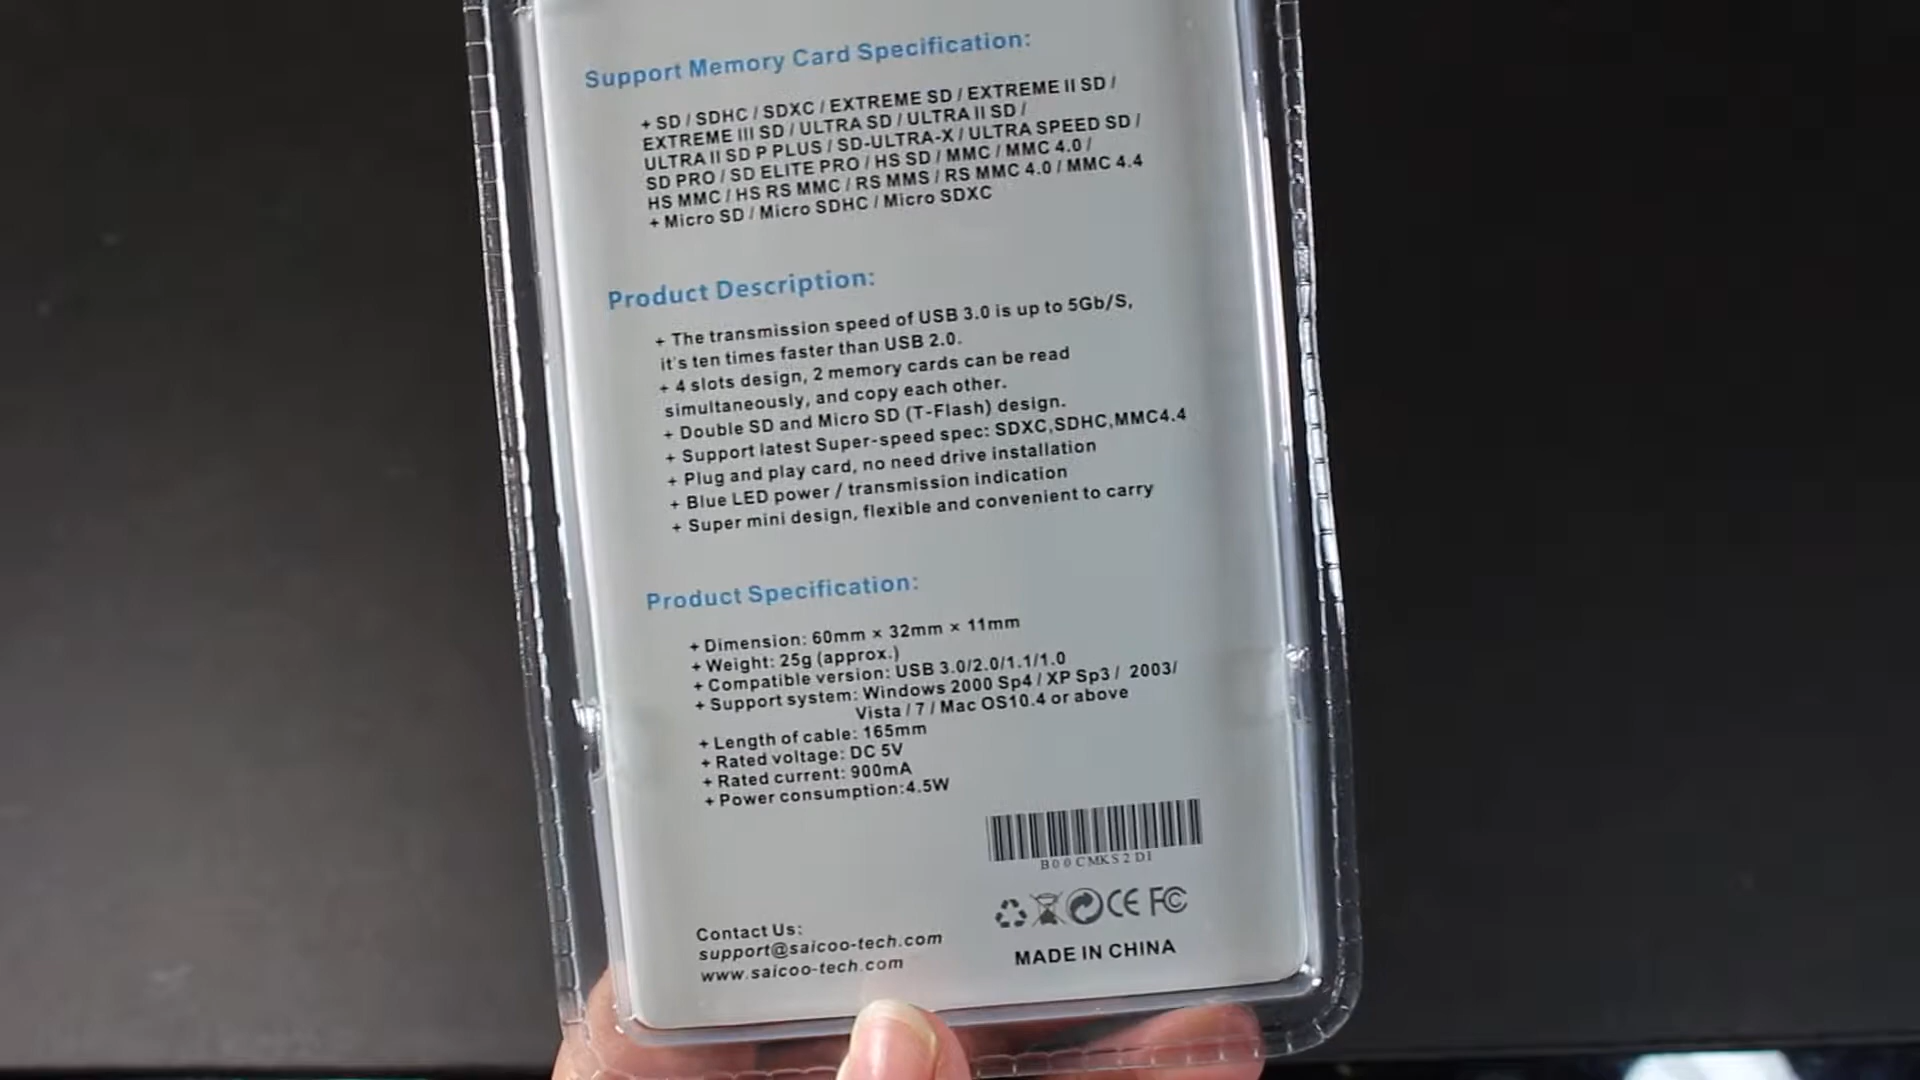 Support Memory Card Specification:
+ SD / SDHC / SDXC / EXTREME SD / EXTREME II SD /
EXTREME III SD / ULTRA SD / ULTRA II SD /
ULTRA II SD P PLUS / SD-ULTRA-X / ULTRA SPEED SD /
SD PRO / SD ELITE PRO / HS SD / MMC / MMC 4.0 /
HS MMC / HS RS MMC / RS MMS / RS MMC 4.0 / MMC 4.4
+ Micro SD / Micro SDHC / Micro SDXC
Product Description:
+ The transmission speed of USB 3.0 is up to 5Gb/S,
it's ten times faster than USB 2.0.
+ 4 slots design, 2 memory cards can be read
simultaneously, and copy each other.
+ Double SD and Micro SD (T-Flash) design.
+ Support latest Super-speed spec: SDXC,SDHC,MMC4.4
+ Plug and play card, no need drive installation
+ Blue LED power / transmission indication
+ Super mini design, flexible and convenient to carry
Product Specification:
+ Dimension: 60mm × 32mm × 11mm
+ Weight: 25g (approx.)
+ Compatible version: USB 3.0/2.0/1.1/1.0
+ Support system: Windows 2000 Sp4 / XP Sp3 / 2003/
Vista / 7 / Mac OS10.4 or above
+ Length of cable: 165mm
+ Rated voltage: DC 5V
+ Rated current: 900mA
+ Power consumption:4.5W
B00CMKS2DI
CE FC
Contact Us:
support@saicoo-tech.com
www.saicoo-tech.com
MADE IN CHINA